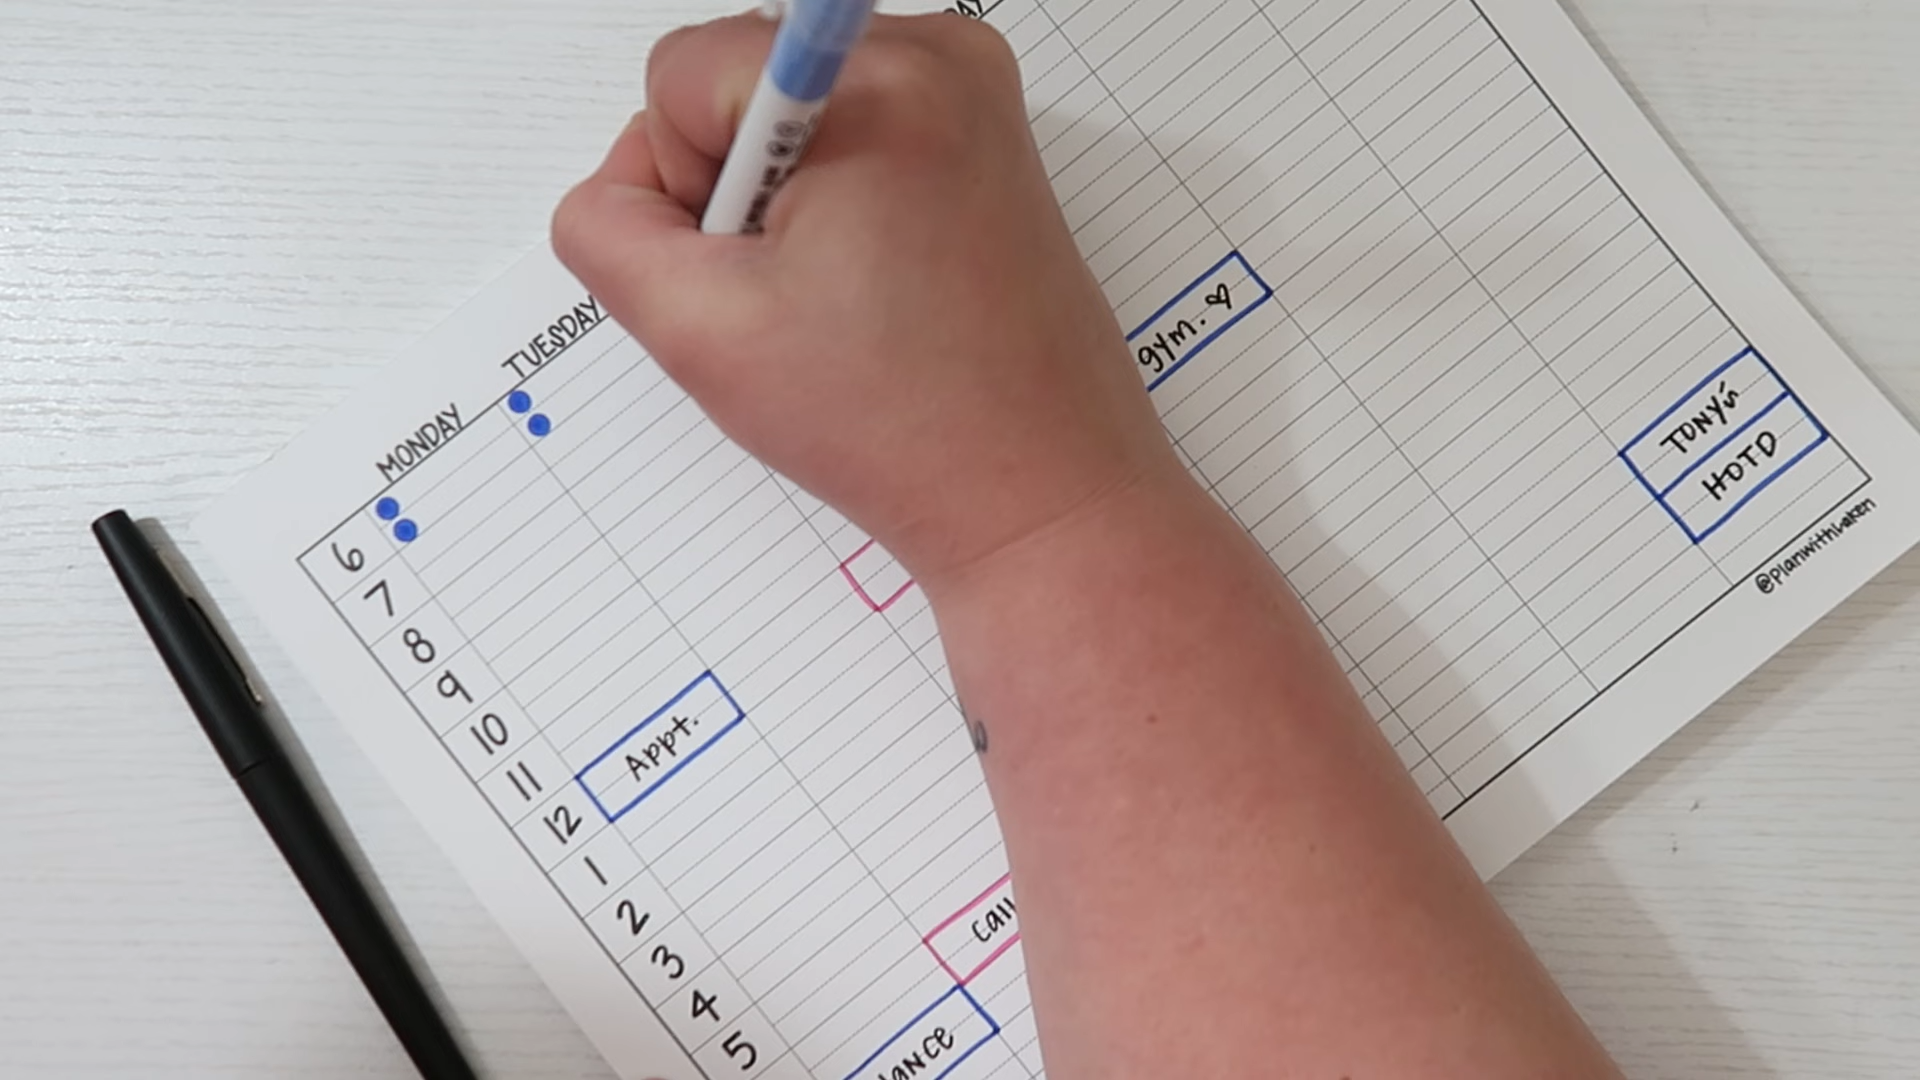 MONDAY
TUESDAY
6
7
8
9
10
11
12
1
2
3
4
5
Appt.
call
gym. ♡
TONY's
HOTD
@planwithlaken